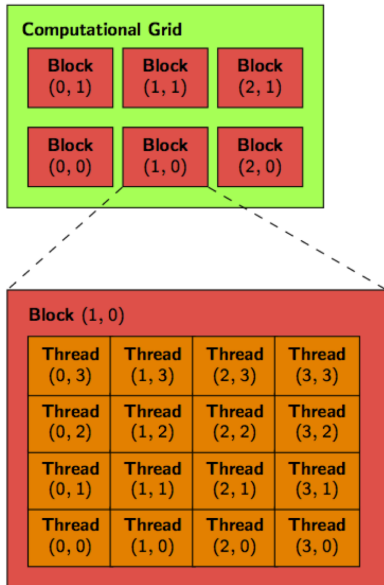 Computational Grid
Block Block Block
(0, 1) (1, 1) (2, 1)
Block Block Block
(0, 0) (1, 0) (2, 0)
Block (1, 0)
Thread Thread Thread Thread
(0, 3) (1, 3) (2, 3) (3, 3)
Thread Thread Thread Thread
(0, 2) (1, 2) (2, 2) (3, 2)
Thread Thread Thread Thread
(0, 1) (1, 1) (2, 1) (3, 1)
Thread Thread Thread Thread
(0, 0) (1, 0) (2, 0) (3, 0)